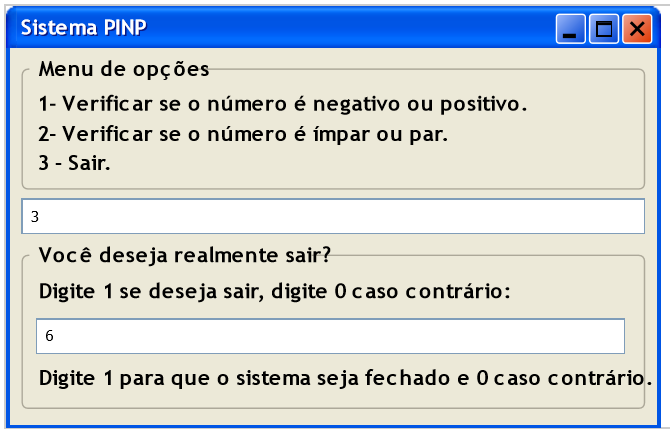 Sistema PINP
Menu de opções
1- Verificar se o número é negativo ou positivo.
2- Verificar se o número é ímpar ou par.
3 - Sair.
3
Você deseja realmente sair?
Digite 1 se deseja sair, digite 0 caso contrário:
6
Digite 1 para que o sistema seja fechado e 0 caso contrário.